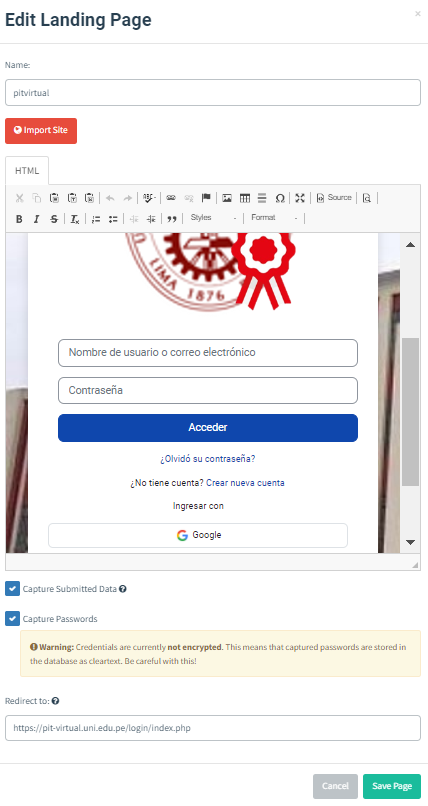 Edit Landing Page
×
Name:
pitvirtual
Import Site
HTML
ABC
Source
B I S Tx
Styles
Format
LIMA 1876
Nombre de usuario o correo electrónico
Contraseña
Acceder
¿Olvidó su contraseña?
¿No tiene cuenta? Crear nueva cuenta
Ingresar con
Google
Capture Submitted Data
Capture Passwords
Warning: Credentials are currently not encrypted. This means that captured passwords are stored in
the database as cleartext. Be careful with this!
Redirect to:
https://pit-virtual.uni.edu.pe/login/index.php
Cancel
Save Page